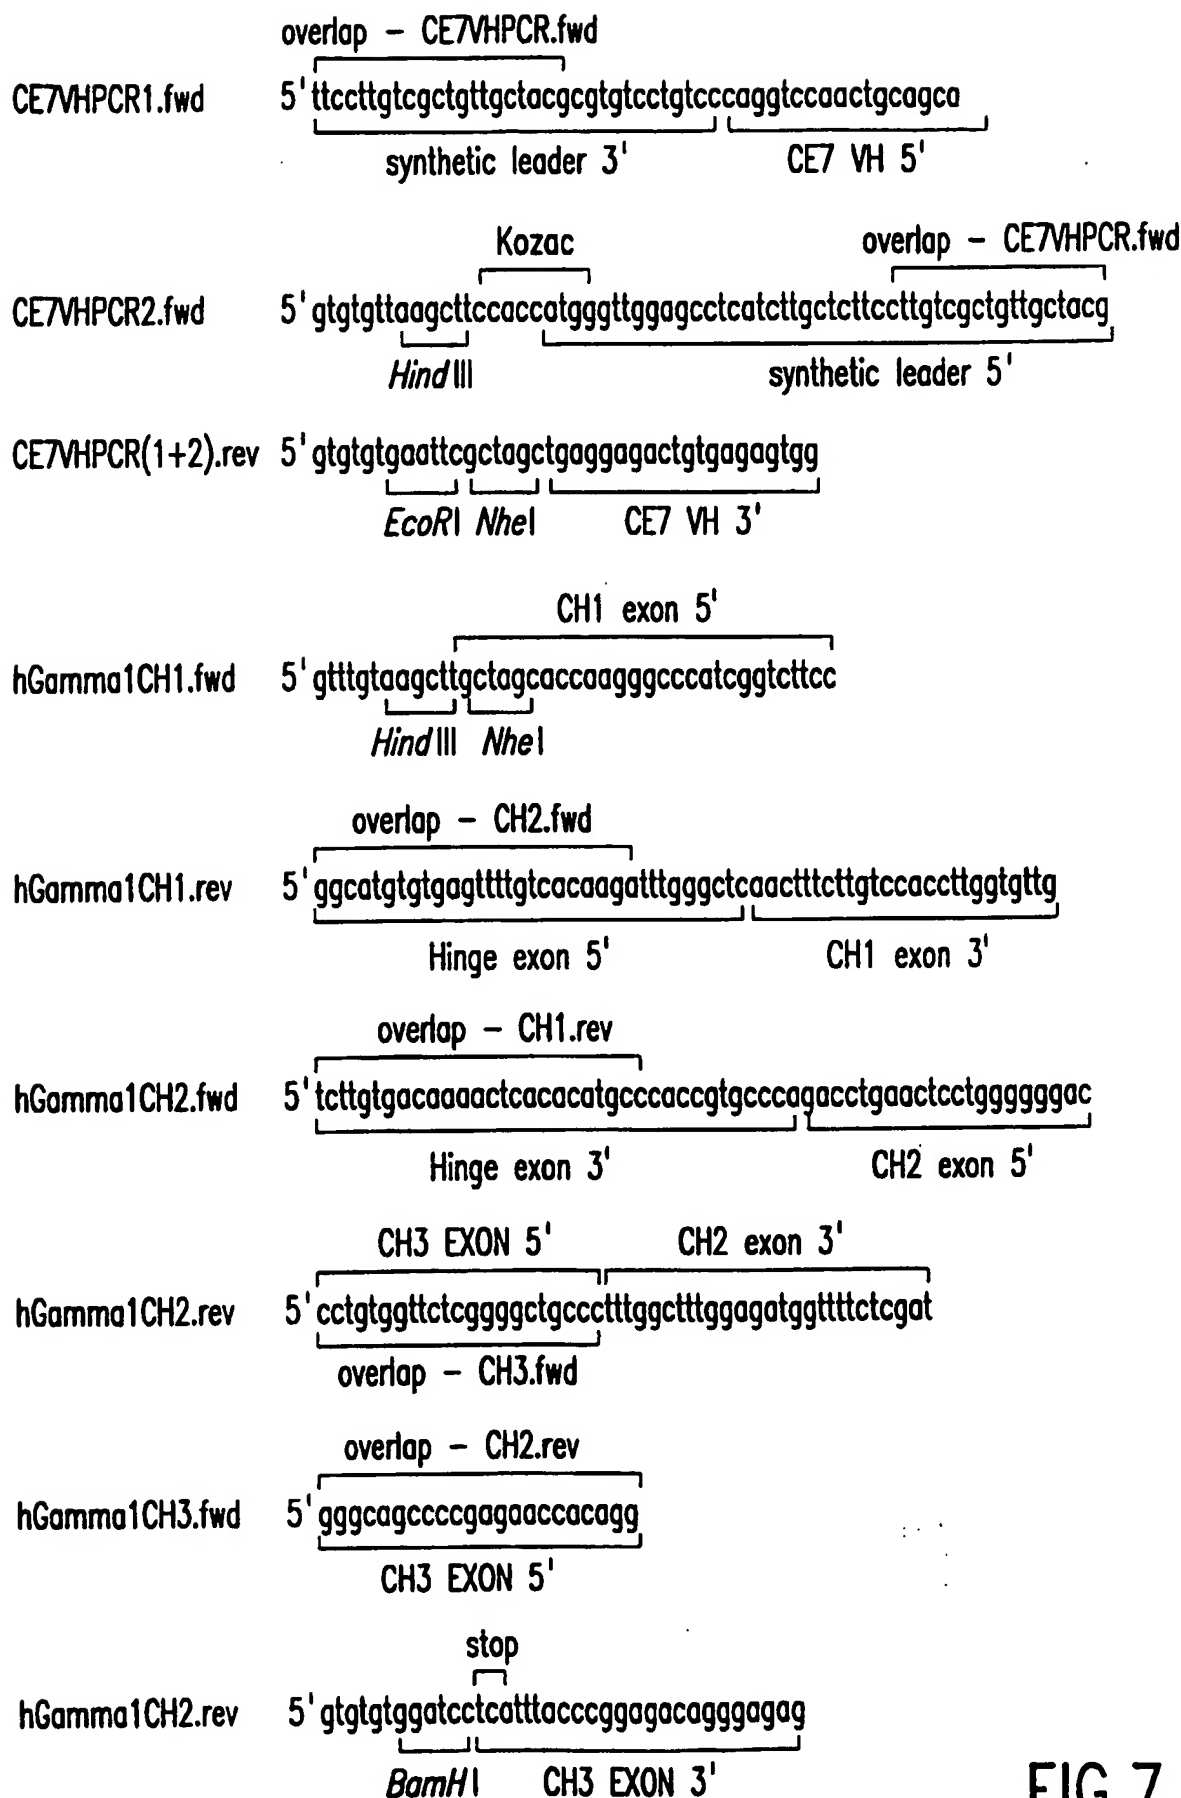 overlap – CE7VHPCR.fwd
CE7VHPCR1.fwd 5'ttccttgtcgctgttgctacgcgtgtcctgtcccaggtccaactgcagca
synthetic leader 3' CE7 VH 5'
Kozac overlap – CE7VHPCR.fwd
CE7VHPCR2.fwd 5'gtgtgttaagcttccaccatgggttggagcctcatcttgctcttccttgtcgctgttgctacg
HindIII synthetic leader 5'
CE7VHPCR(1+2).rev 5'gtgtgtgaattcgctagctgaggagactgtgagagtgg
EcoRI NheI CE7 VH 3'
CH1 exon 5'
hGamma1CH1.fwd 5'gtttgtaagcttgctagcaccaagggcccatcggtcttcc
HindIII NheI
overlap – CH2.fwd
hGamma1CH1.rev 5'ggcatgtgtgagttttgtcacaagatttgggctcaactttcttgtccaccttggtgttg
Hinge exon 5' CH1 exon 3'
overlap – CH1.rev
hGamma1CH2.fwd 5'tcttgtgacaaaactcacacatgcccaccgtgcccagacctgaactcctggggggac
Hinge exon 3' CH2 exon 5'
CH3 EXON 5' CH2 exon 3'
hGamma1CH2.rev 5'cctgtggttctcggggctgccctttggctttggagatggttttctcgat
overlap – CH3.fwd
overlap – CH2.rev
hGamma1CH3.fwd 5'gggcagccccgagaaccacagg
CH3 EXON 5'
stop
hGamma1CH2.rev 5'gtgtgtggatcctcatttacccggagacagggagag
BamHI CH3 EXON 3'
FIG.7